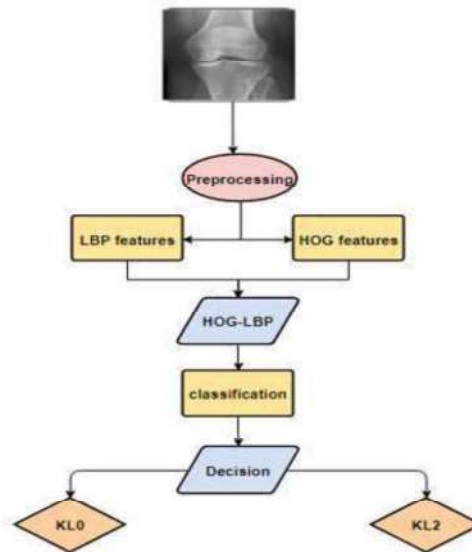 Preprocessing
LBP features
HOG features
HOG-LBP
classification
Decision
KL0
KL2